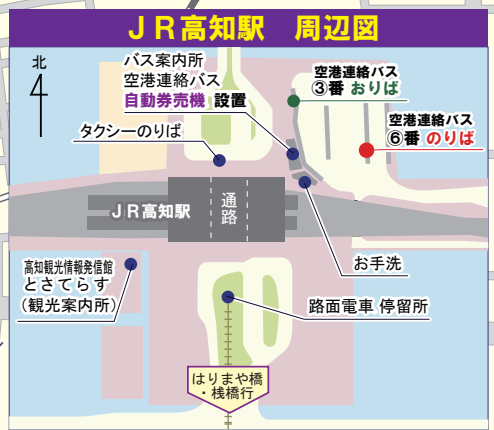 ＪＲ高知駅　周辺図
北
バス案内所
空港連絡バス
自動券売機 設置
空港連絡バス
③番 おりば
空港連絡バス
⑥番 のりば
タクシーのりば
ＪＲ高知駅
通路
お手洗
高知観光情報発信館
とさてらす
(観光案内所)
路面電車 停留所
はりまや橋
・桟橋行